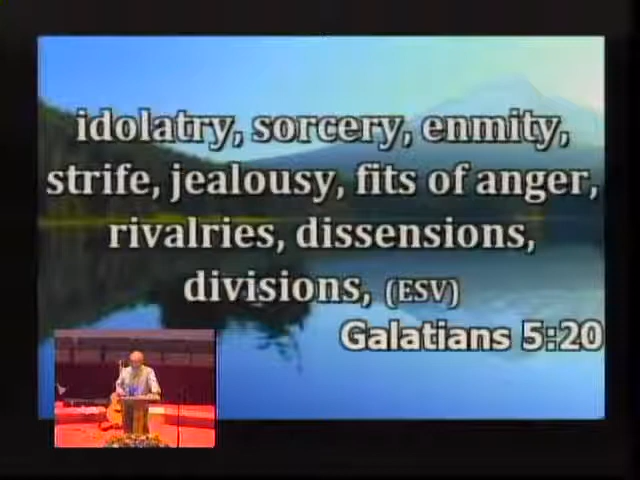 idolatry, sorcery, enmity,
strife, jealousy, fits of anger,
rivalries, dissensions,
divisions, (ESV)
Galatians 5:20